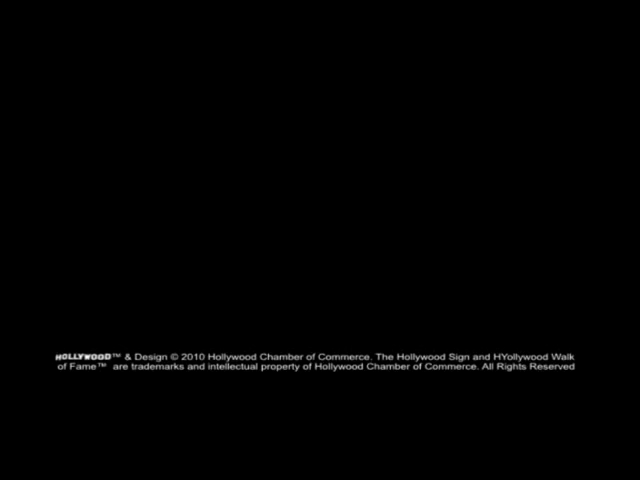 HOLLYWOOD™ & Design © 2010 Hollywood Chamber of Commerce. The Hollywood Sign and HYollywood Walk
of Fame™ are trademarks and intellectual property of Hollywood Chamber of Commerce. All Rights Reserved